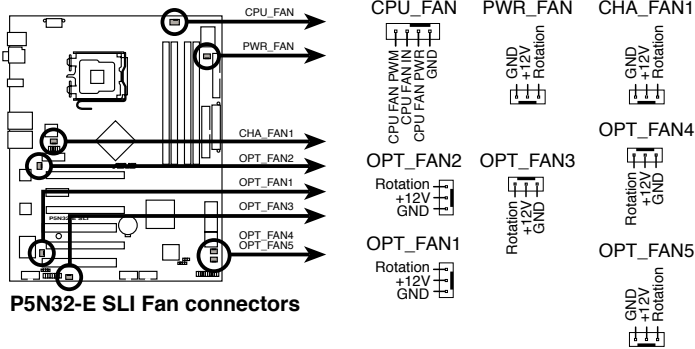 CPU_FAN
PWR_FAN
CHA_FAN1
OPT_FAN2
OPT_FAN1
OPT_FAN3
OPT_FAN4
OPT_FAN5
P5N32-E SLI
P5N32-E SLI Fan connectors
CPU_FAN
CPU FAN PWM
CPU FAN IN
CPU FAN PWR
GND
PWR_FAN
GND
+12V
Rotation
CHA_FAN1
GND
+12V
Rotation
OPT_FAN2
Rotation
+12V
GND
OPT_FAN3
Rotation
+12V
GND
OPT_FAN4
Rotation
+12V
GND
OPT_FAN1
Rotation
+12V
GND
OPT_FAN5
GND
+12V
Rotation